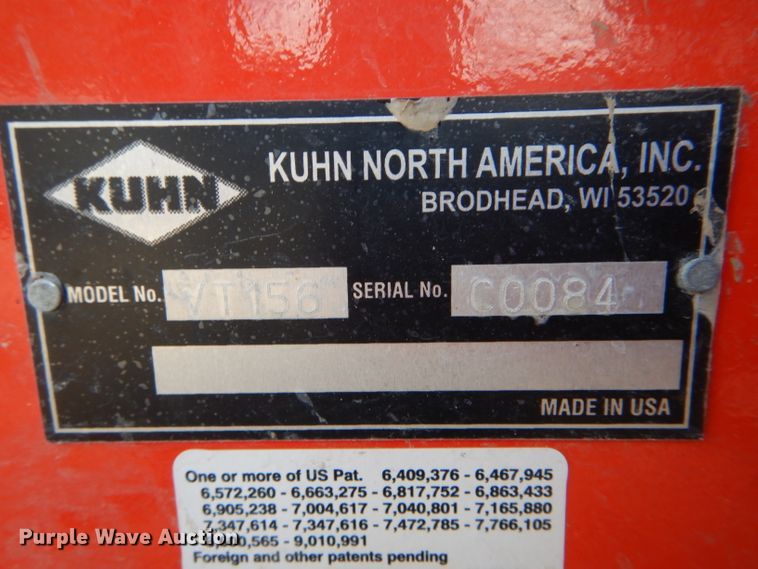 KUHN
KUHN NORTH AMERICA, INC.
BRODHEAD, WI 53520
MODEL No. VT156 SERIAL No. C0084
MADE IN USA
One or more of US Pat. 6,409,376 - 6,467,945
6,572,260 - 6,663,275 - 6,817,752 - 6,863,433
6,905,238 - 7,004,617 - 7,040,801 - 7,165,880
7,347,614 - 7,347,616 - 7,472,785 - 7,766,105
- 9,010,991
Foreign and other patents pending
Purple Wave Auction